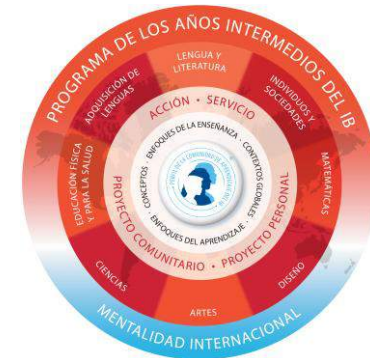 PROGRAMA DE LOS AÑOS INTERMEDIOS DEL IB
LENGUA Y
LITERATURA
ADQUISICIÓN DE
LENGUAS
INDIVIDUOS Y
SOCIEDADES
EDUCACIÓN FÍSICA
Y PARA LA SALUD
MATEMÁTICAS
CIENCIAS
ARTES
DISEÑO
ACCIÓN • SERVICIO
PROYECTO COMUNITARIO • PROYECTO PERSONAL
ENFOQUES DE LA ENSEÑANZA • CONTEXTOS GLOBALES •
CONCEPTOS •
ENFOQUES DEL APRENDIZAJE •
MENTALIDAD INTERNACIONAL